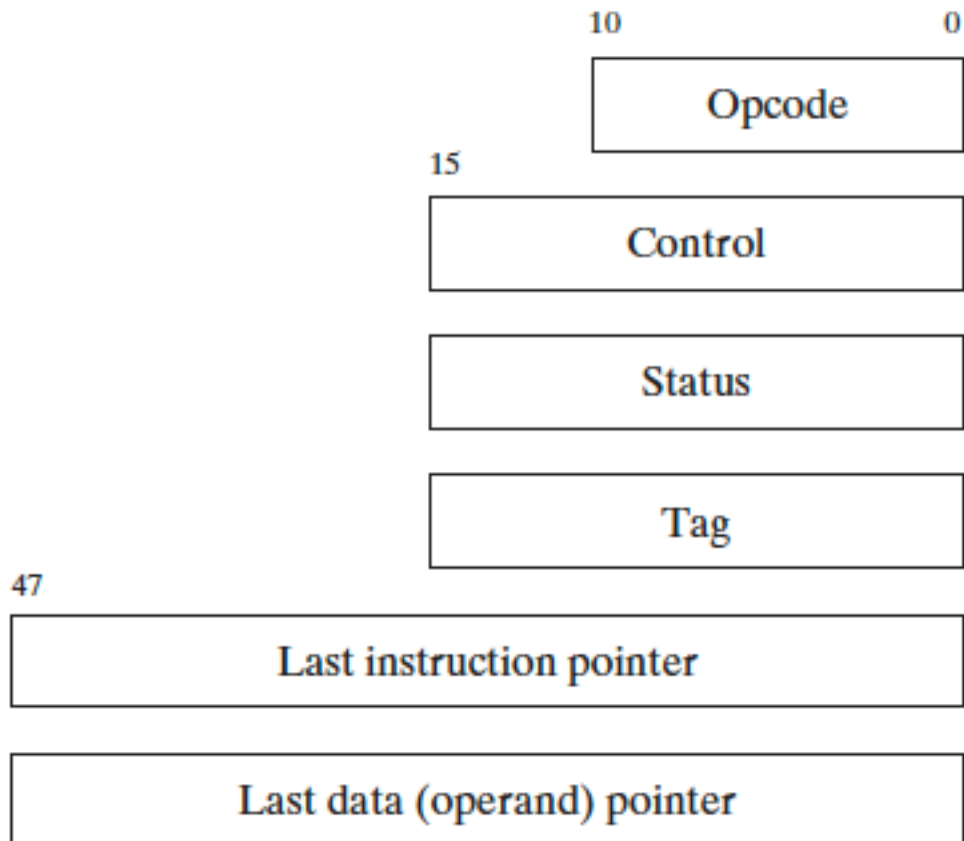 10 0
Opcode
15
Control
Status
Tag
47
Last instruction pointer
Last data (operand) pointer